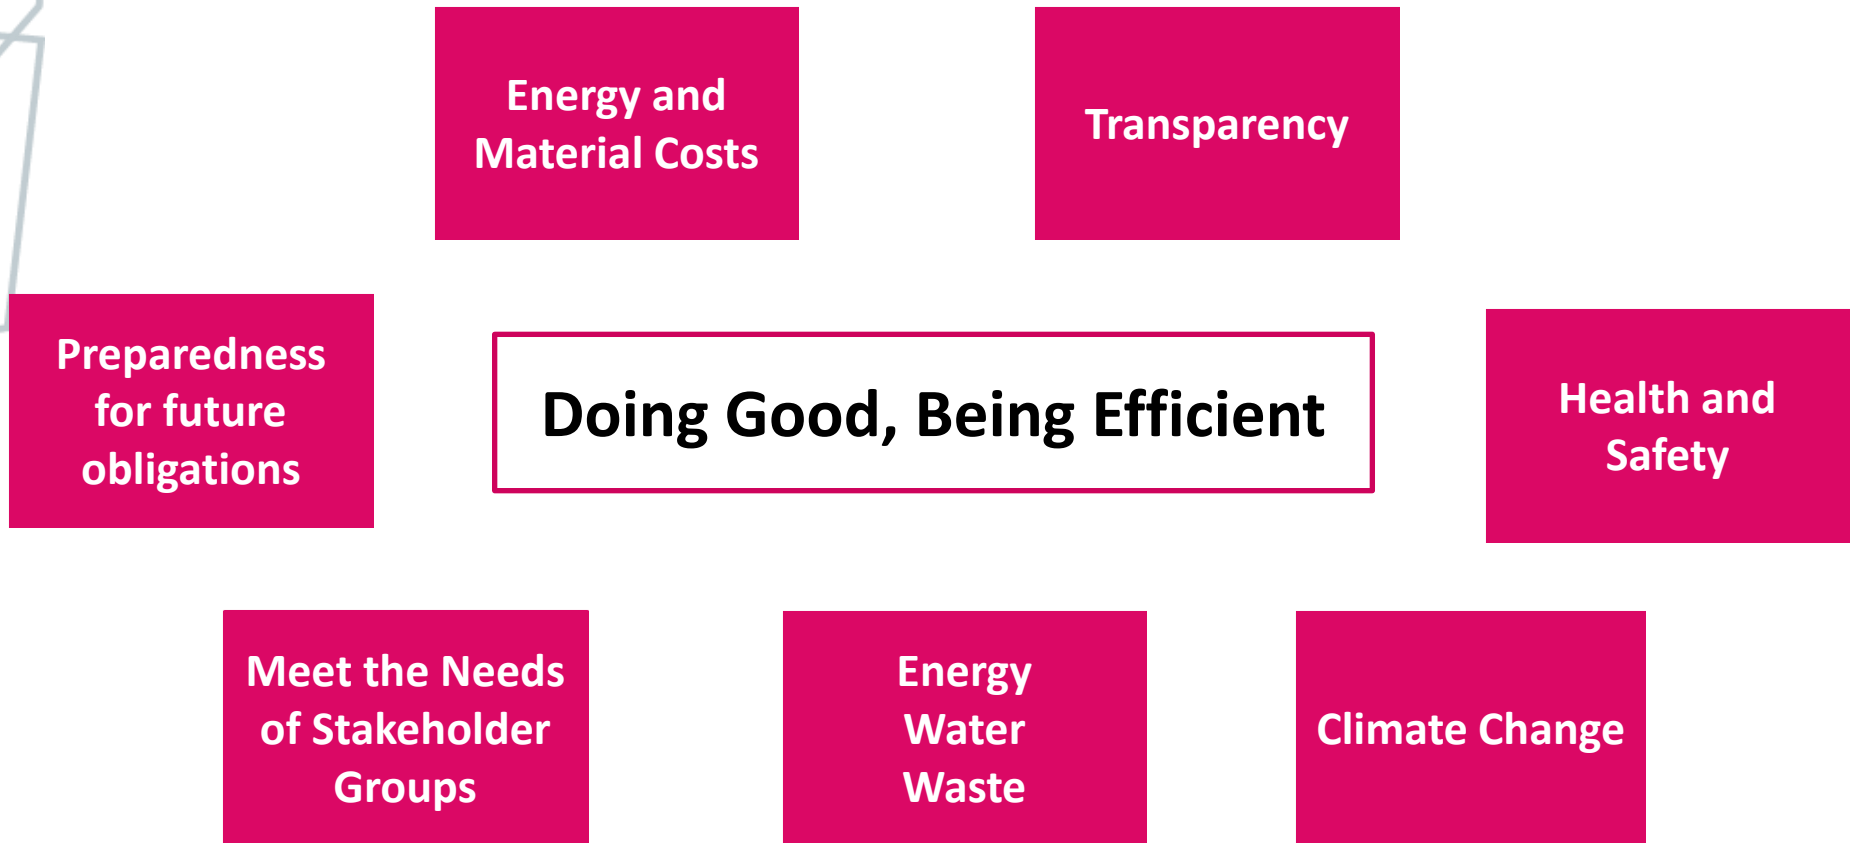 Energy and
Material Costs
Transparency
Preparedness
for future
obligations
Doing Good, Being Efficient
Health and
Safety
Meet the Needs
of Stakeholder
Groups
Energy
Water
Waste
Climate Change